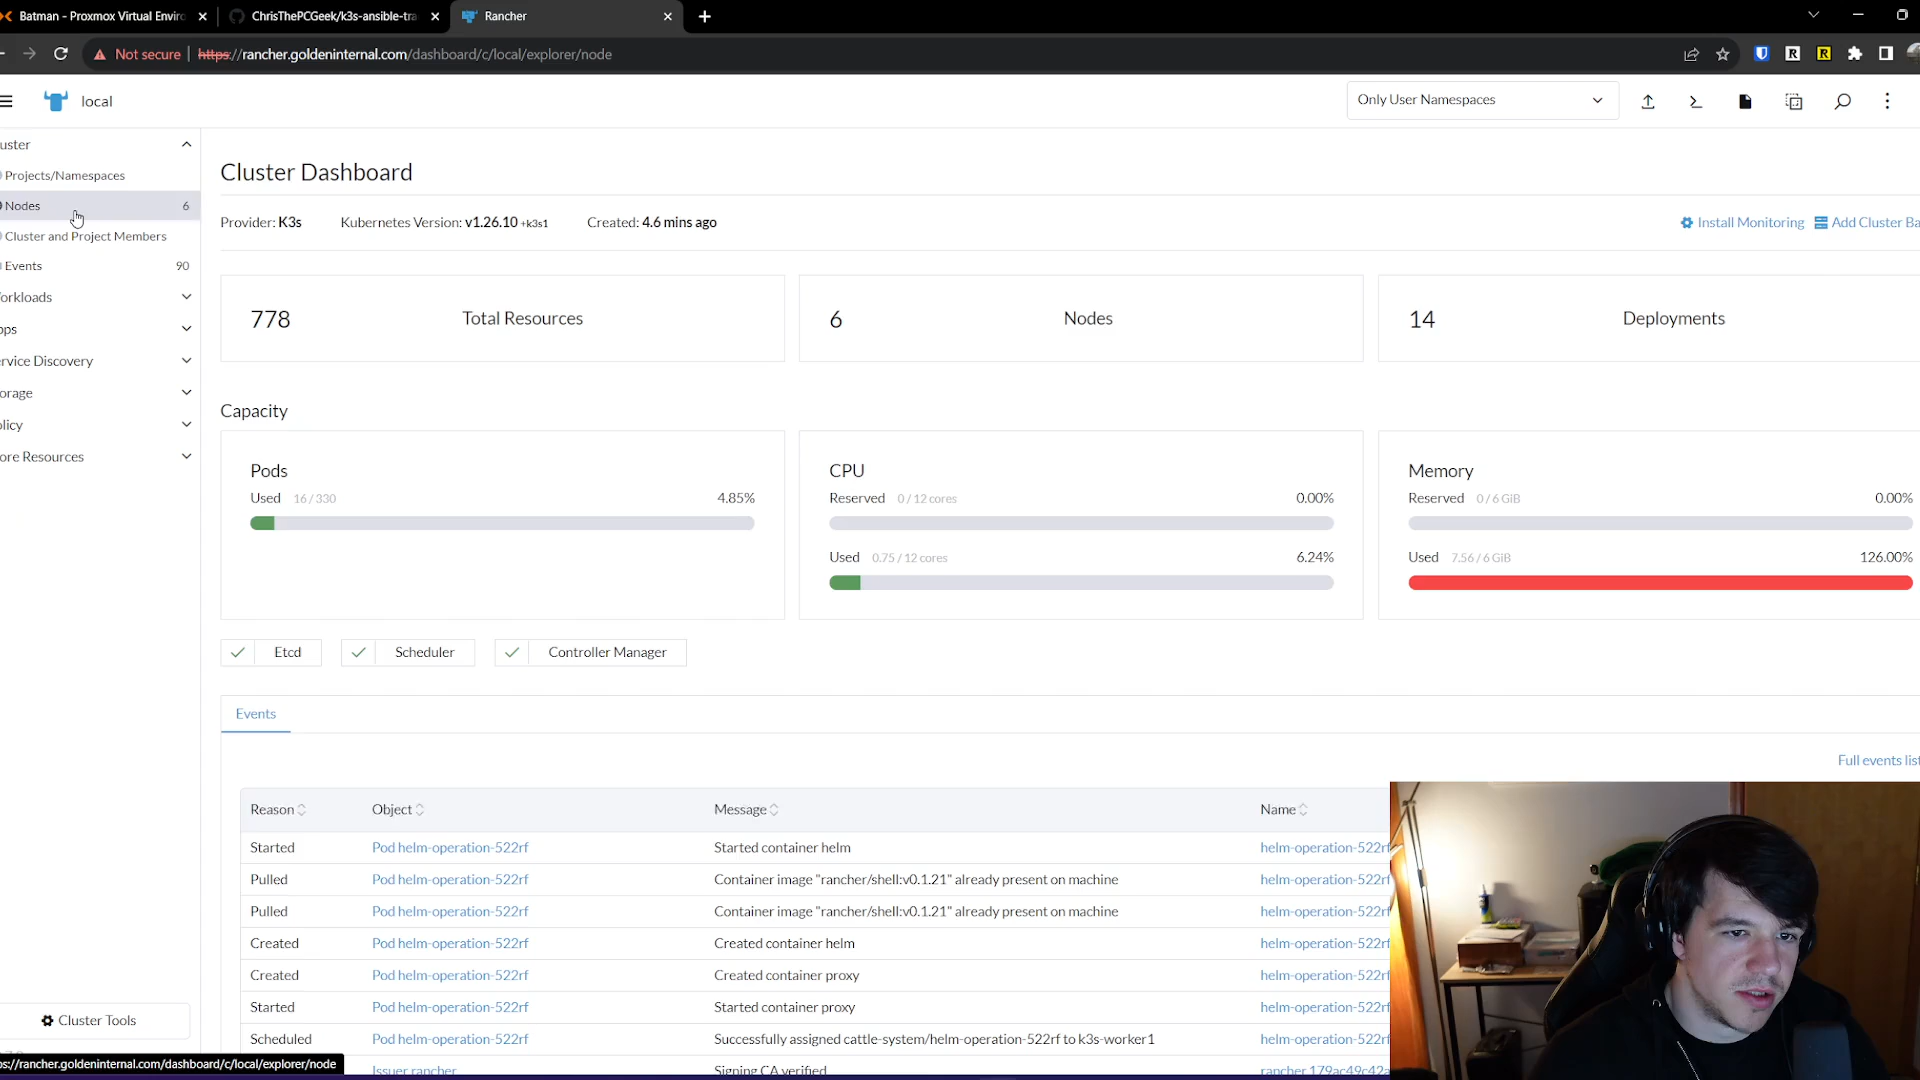 Batman - Proxmox Virtual Enviro
ChrisThePCGeek/k3s-ansible-tra
Rancher
Not secure
https://rancher.goldeninternal.com/dashboard/c/local/explorer/node
local
Only User Namespaces
uster
Projects/Namespaces
Nodes 6
Cluster and Project Members
Events 90
orkloads
pps
ervice Discovery
orage
olicy
ore Resources
Cluster Tools
ps://rancher.goldeninternal.com/dashboard/c/local/explorer/node
Cluster Dashboard
Provider: K3s Kubernetes Version: v1.26.10 +k3s1 Created: 4.6 mins ago
Install Monitoring Add Cluster Ba
778 Total Resources
6 Nodes
14 Deployments
Capacity
Pods
Used 16 / 330 4.85%
CPU
Reserved 0 / 12 cores 0.00%
Used 0.75 / 12 cores 6.24%
Memory
Reserved 0 / 6 GiB 0.00%
Used 7.56 / 6 GiB 126.00%
Etcd Scheduler Controller Manager
Events
Full events list
Reason Object Message Name
Started Pod helm-operation-522rf Started container helm helm-operation-522rf
Pulled Pod helm-operation-522rf Container image "rancher/shell:v0.1.21" already present on machine helm-operation-522rf
Pulled Pod helm-operation-522rf Container image "rancher/shell:v0.1.21" already present on machine helm-operation-522rf
Created Pod helm-operation-522rf Created container helm helm-operation-522rf
Created Pod helm-operation-522rf Created container proxy helm-operation-522rf
Started Pod helm-operation-522rf Started container proxy helm-operation-522rf
Scheduled Pod helm-operation-522rf Successfully assigned cattle-system/helm-operation-522rf to k3s-worker1 helm-operation-522rf
Issuer rancher Signing CA verified rancher.179ac49c42a